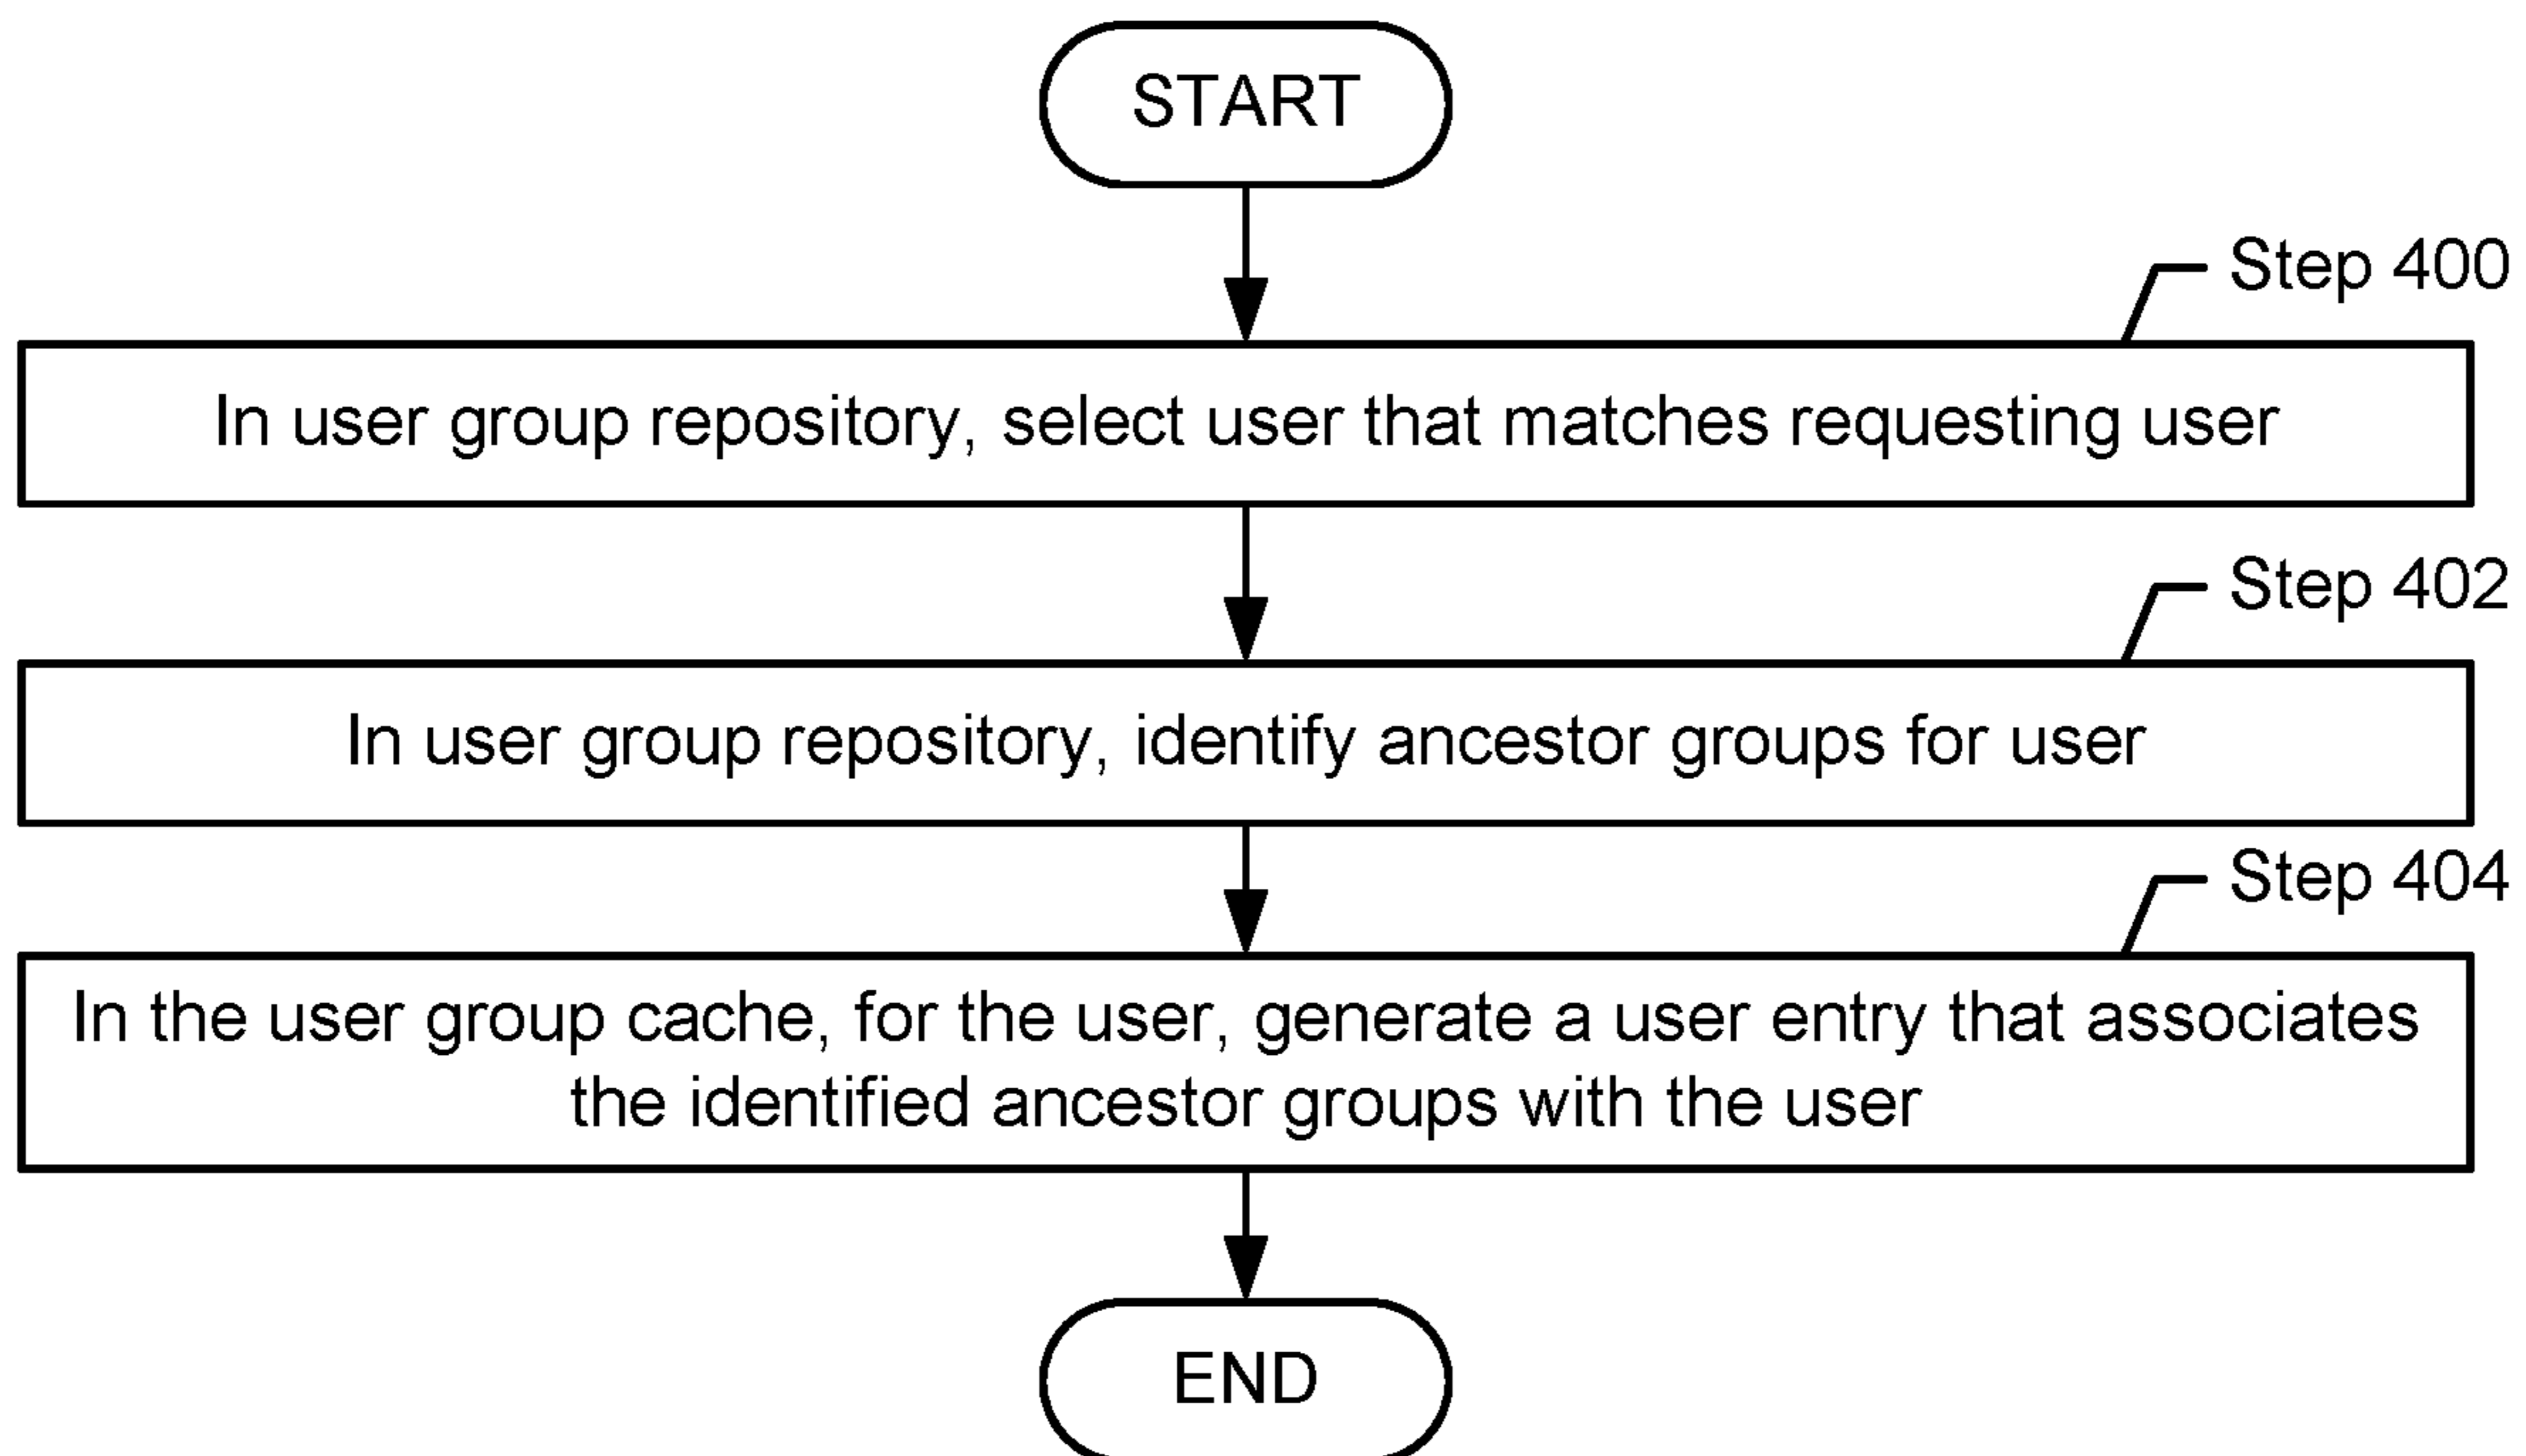 START
Step 400
In user group repository, select user that matches requesting user
Step 402
In user group repository, identify ancestor groups for user
Step 404
In the user group cache, for the user, generate a user entry that associates
the identified ancestor groups with the user
END